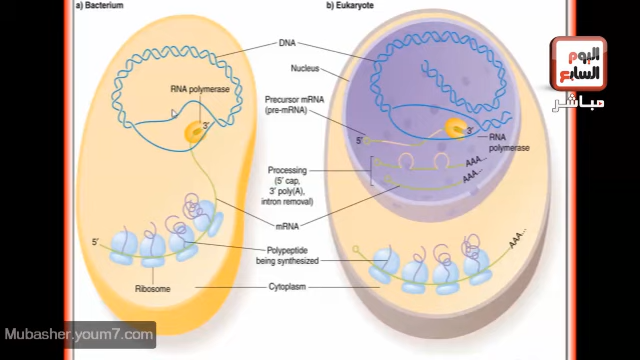 a) Bacterium
b) Eukaryote
DNA
Nucleus
RNA polymerase
3'
Precursor mRNA
(pre-mRNA)
5'
3'
RNA
polymerase
Processing
(5' cap,
3' poly(A),
intron removal)
AAA...
AAA...
mRNA
5'
Polypeptide
being synthesized
AAA...
Ribosome
Cytoplasm
اليوم
السابع
مباشر
Mubasher.youm7.com